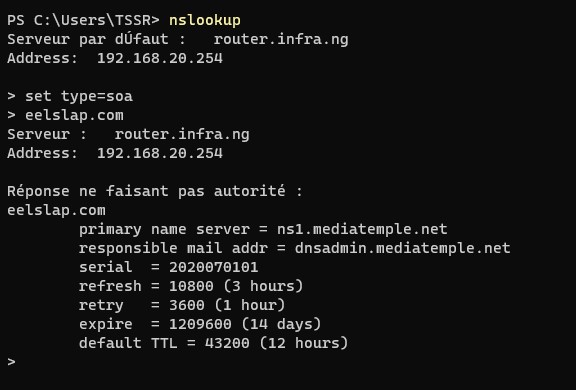 PS C:\Users\TSSR> nslookup
Serveur par dÚfaut :   router.infra.ng
Address:  192.168.20.254
> set type=soa
> eelslap.com
Serveur :   router.infra.ng
Address:  192.168.20.254
Réponse ne faisant pas autorité :
eelslap.com
        primary name server = ns1.mediatemple.net
        responsible mail addr = dnsadmin.mediatemple.net
        serial  = 2020070101
        refresh = 10800 (3 hours)
        retry   = 3600 (1 hour)
        expire  = 1209600 (14 days)
        default TTL = 43200 (12 hours)
>